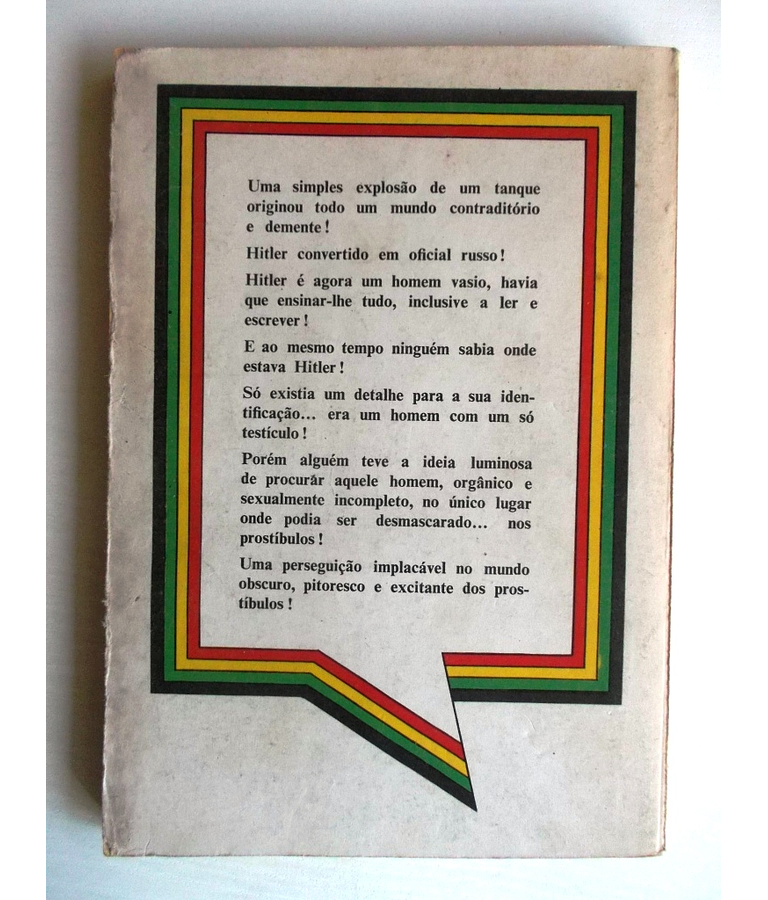 Uma simples explosão de um tanque
originou todo um mundo contraditório
e demente !
Hitler convertido em oficial russo !
Hitler é agora um homem vasio, havia
que ensinar-lhe tudo, inclusive a ler e
escrever !
E ao mesmo tempo ninguém sabia onde
estava Hitler !
Só existia um detalhe para a sua iden-
tificação... era um homem com um só
testículo !
Porém alguém teve a ideia luminosa
de procurar aquele homem, orgânico e
sexualmente incompleto, no único lugar
onde podia ser desmascarado... nos
prostíbulos !
Uma perseguição implacável no mundo
obscuro, pitoresco e excitante dos pros-
tíbulos !